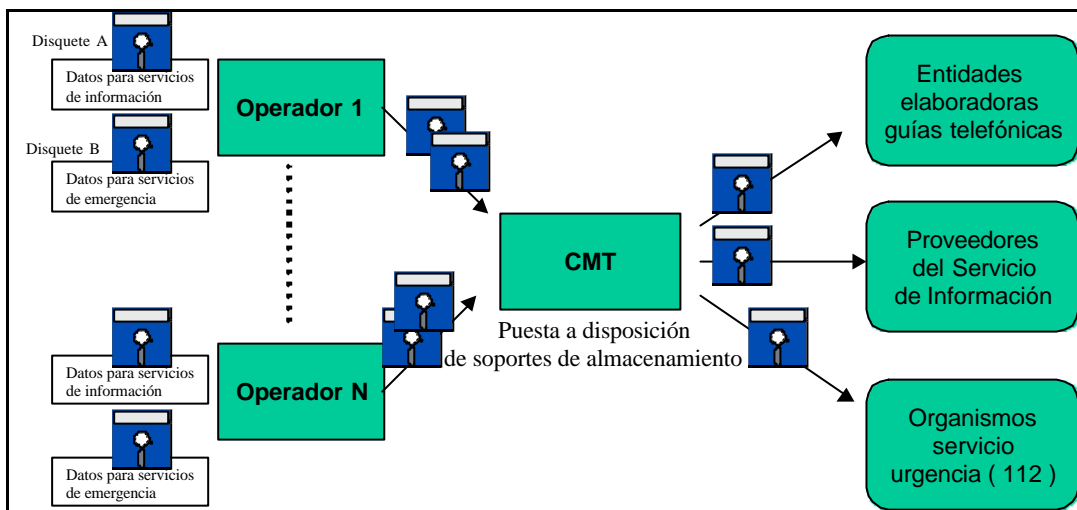 Disquete A
Datos para servicios
de información
Disquete B
Datos para servicios
de emergencia
Operador 1
Datos para servicios
de información
Datos para servicios
de emergencia
Operador N
CMT
Puesta a disposición
de soportes de almacenamiento
Entidades
elaboradoras
guías telefónicas
Proveedores
del Servicio
de Información
Organismos
servicio
urgencia ( 112 )